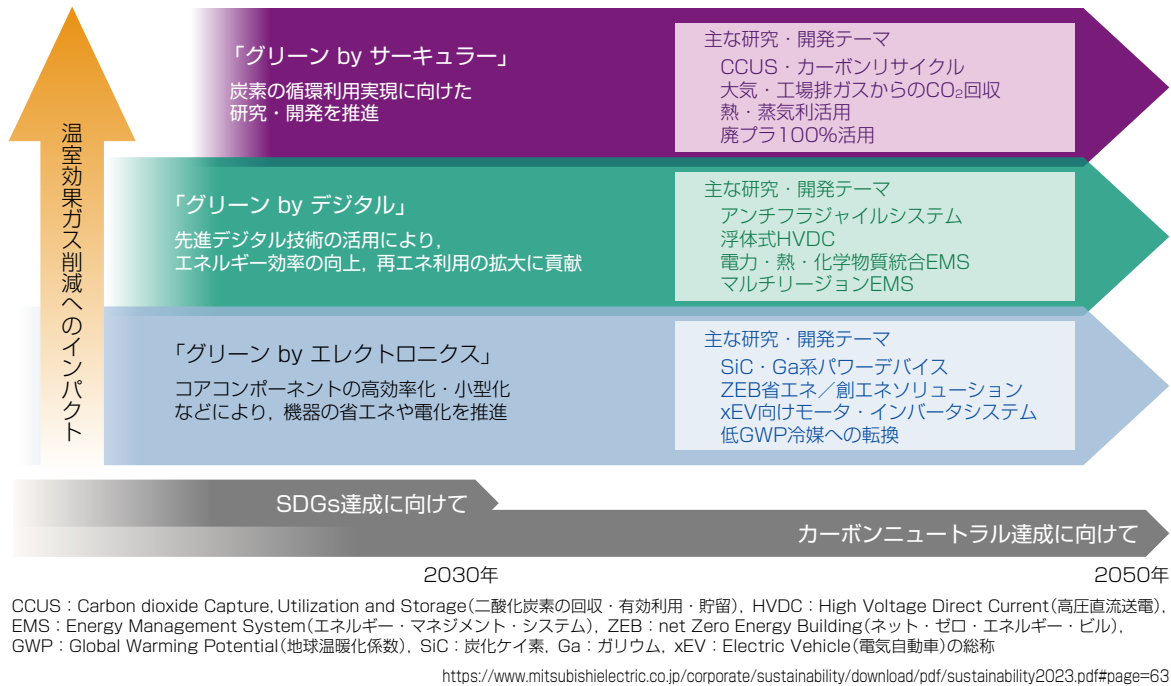 温室効果ガス削減へのインパクト
「グリーン by サーキュラー」
炭素の循環利用実現に向けた
研究・開発を推進
主な研究・開発テーマ
CCUS・カーボンリサイクル
大気・工場排ガスからのCO₂回収
熱・蒸気利活用
廃プラ100%活用
「グリーン by デジタル」
先進デジタル技術の活用により,
エネルギー効率の向上, 再エネ利用の拡大に貢献
主な研究・開発テーマ
アンチフラジャイルシステム
浮体式HVDC
電力・熱・化学物質統合EMS
マルチリージョンEMS
「グリーン by エレクトロニクス」
コアコンポーネントの高効率化・小型化
などにより, 機器の省エネや電化を推進
主な研究・開発テーマ
SiC・Ga系パワーデバイス
ZEB省エネ／創エネソリューション
xEV向けモータ・インバータシステム
低GWP冷媒への転換
SDGs達成に向けて
カーボンニュートラル達成に向けて
2030年
2050年
CCUS：Carbon dioxide Capture, Utilization and Storage(二酸化炭素の回収・有効利用・貯留), HVDC：High Voltage Direct Current(高圧直流送電),
EMS：Energy Management System(エネルギー・マネジメント・システム), ZEB：net Zero Energy Building(ネット・ゼロ・エネルギー・ビル),
GWP：Global Warming Potential(地球温暖化係数), SiC：炭化ケイ素, Ga：ガリウム, xEV：Electric Vehicle(電気自動車)の総称
https://www.mitsubishielectric.co.jp/corporate/sustainability/download/pdf/sustainability2023.pdf#page=63